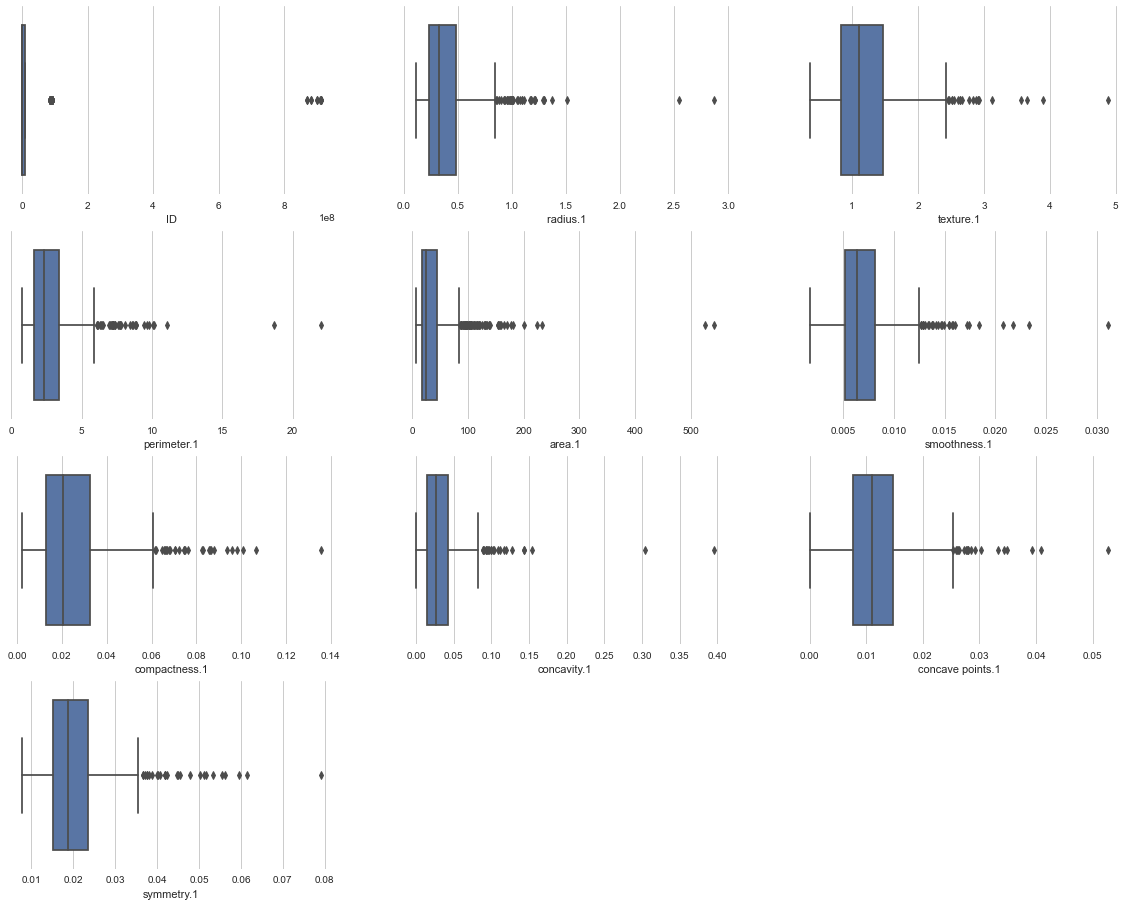 0 2 4 6 8
1e8
ID
0.0 0.5 1.0 1.5 2.0 2.5 3.0
radius.1
1 2 3 4 5
texture.1
0 5 10 15 20
perimeter.1
0 100 200 300 400 500
area.1
0.005 0.010 0.015 0.020 0.025 0.030
smoothness.1
0.00 0.02 0.04 0.06 0.08 0.10 0.12 0.14
compactness.1
0.00 0.05 0.10 0.15 0.20 0.25 0.30 0.35 0.40
concavity.1
0.00 0.01 0.02 0.03 0.04 0.05
concave points.1
0.01 0.02 0.03 0.04 0.05 0.06 0.07 0.08
symmetry.1